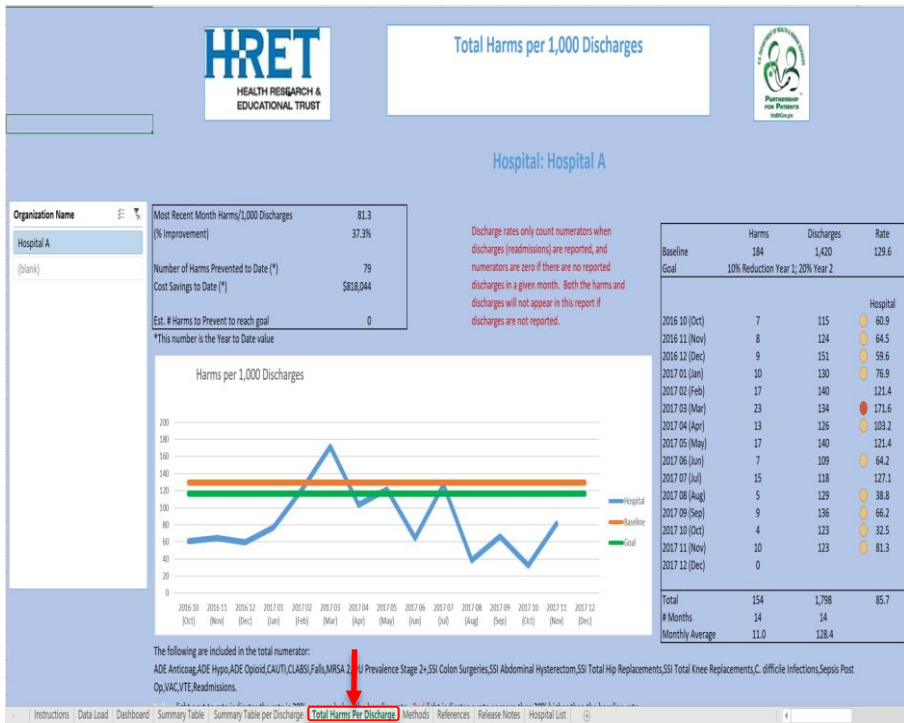 HRET
HEALTH RESEARCH &
EDUCATIONAL TRUST
Total Harms per 1,000 Discharges
PARTNERSHIP
FOR PATIENTS
HealthCare.gov
Hospital: Hospital A
Organization Name
Hospital A
(blank)
Most Recent Month Harms/1,000 Discharges 81.3
(% Improvement) 37.3%
Number of Harms Prevented to Date (*) 79
Cost Savings to Date (*) $818,044
Est. # Harms to Prevent to reach goal 0
*This number is the Year to Date value
Discharge rates only count numerators when
discharges (readmissions) are reported, and
numerators are zero if there are no reported
discharges in a given month. Both the harms and
discharges will not appear in this report if
discharges are not reported.
Harms Discharges Rate
Baseline 184 1,420 129.6
Goal 10% Reduction Year 1; 20% Year 2
Hospital
2016 10 (Oct) 7 115 60.9
2016 11 (Nov) 8 124 64.5
2016 12 (Dec) 9 151 59.6
2017 01 (Jan) 10 130 76.9
2017 02 (Feb) 17 140 121.4
2017 03 (Mar) 23 134 171.6
2017 04 (Apr) 13 126 103.2
2017 05 (May) 17 140 121.4
2017 06 (Jun) 7 109 64.2
2017 07 (Jul) 15 118 127.1
2017 08 (Aug) 5 129 38.8
2017 09 (Sep) 9 136 66.2
2017 10 (Oct) 4 123 32.5
2017 11 (Nov) 10 123 81.3
2017 12 (Dec) 0
Total 154 1,798 85.7
# Months 14 14
Monthly Average 11.0 128.4
Harms per 1,000 Discharges
200
180
160
140
120
100
80
60
40
20
0
2016 10 2016 11 2016 12 2017 01 2017 02 2017 03 2017 04 2017 05 2017 06 2017 07 2017 08 2017 09 2017 10 2017 11 2017 12
(Oct) (Nov) (Dec) (Jan) (Feb) (Mar) (Apr) (May) (Jun) (Jul) (Aug) (Sep) (Oct) (Nov) (Dec)
Hospital
Baseline
Goal
The following are included in the total numerator:
ADE Anticoag,ADE Hypo,ADE Opioid,CAUTI,CLABSI,Falls,MRSA Prevalence Stage 2+,SSI Colon Surgeries,SSI Abdominal Hysterectom,SSI Total Hip Replacements,SSI Total Knee Replacements,C. difficile Infections,Sepsis Post
Op,VAC,VTE,Readmissions.
Instructions Data Load Dashboard Summary Table Summary Table per Discharge Total Harms Per Discharge Methods References Release Notes Hospital List